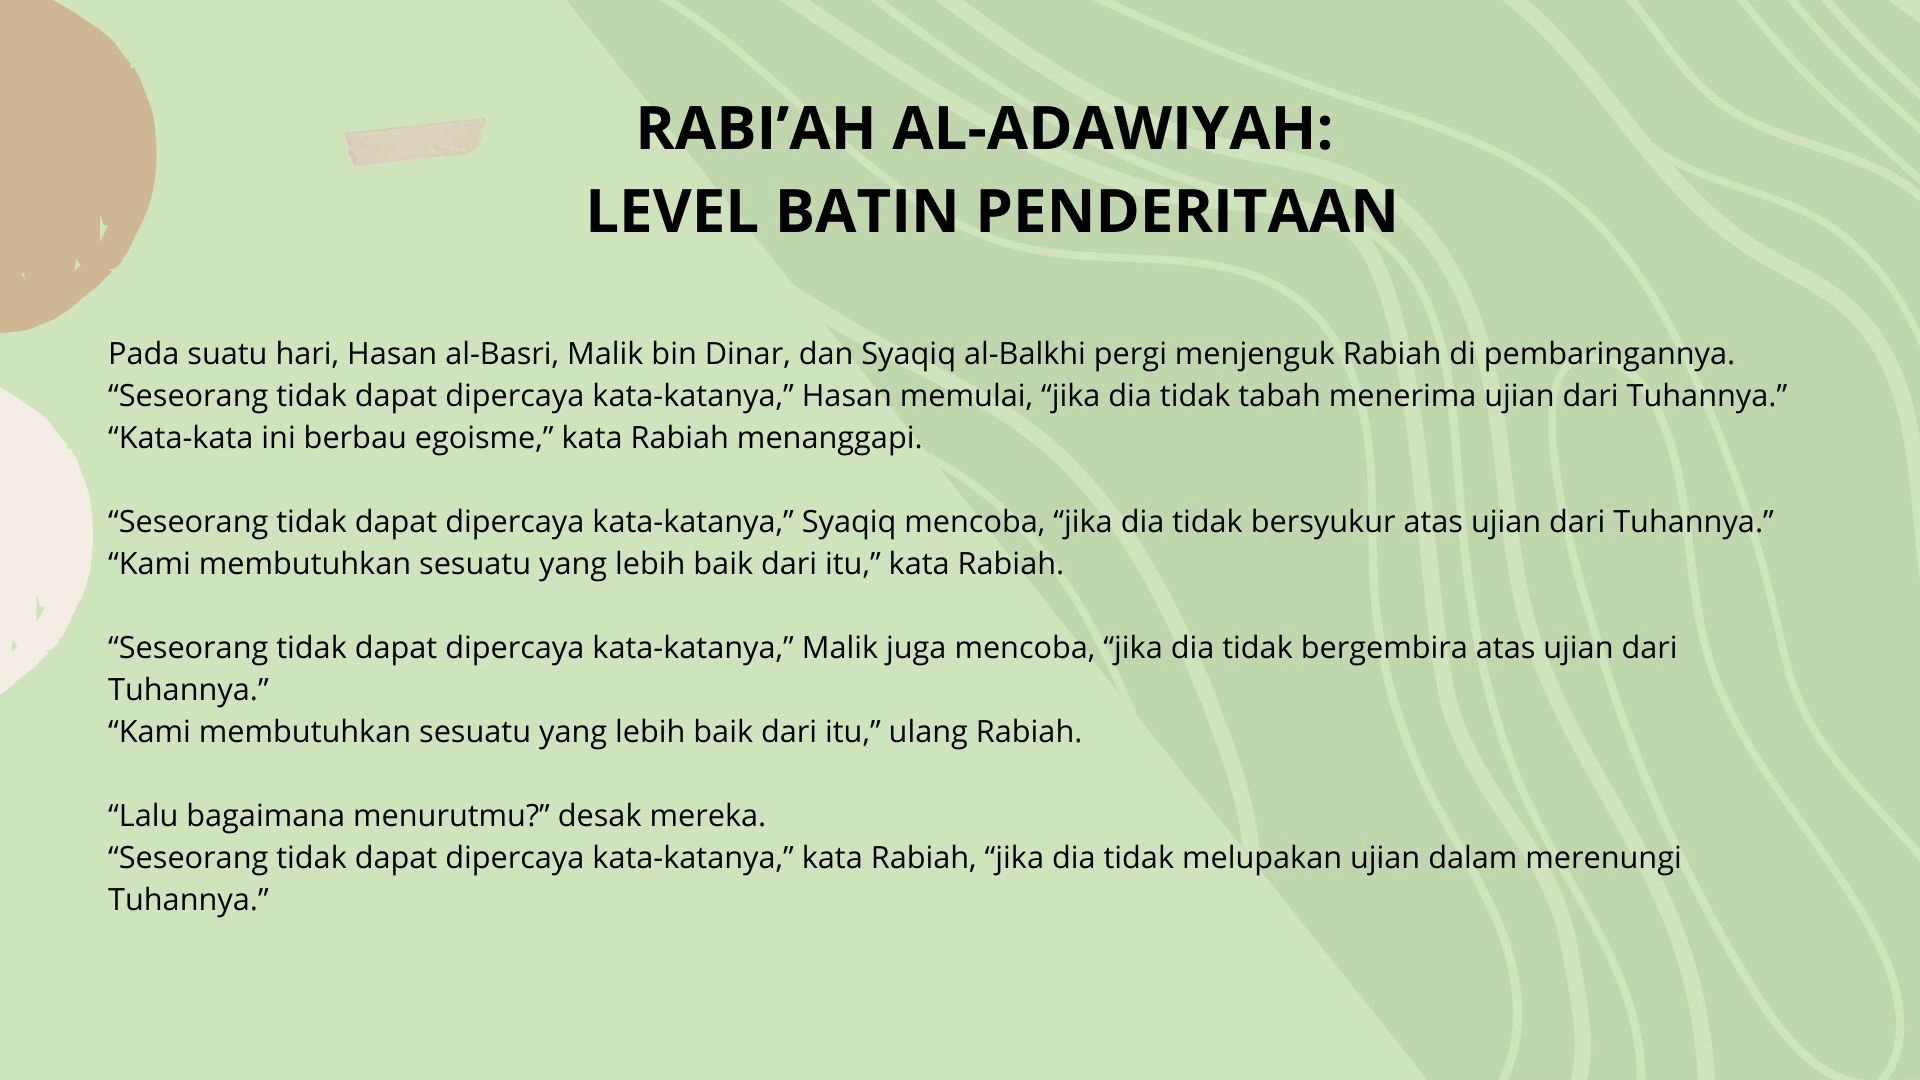 RABI’AH AL-ADAWIYAH:
LEVEL BATIN PENDERITAAN
Pada suatu hari, Hasan al-Basri, Malik bin Dinar, dan Syaqiq al-Balkhi pergi menjenguk Rabiah di pembaringannya.
“Seseorang tidak dapat dipercaya kata-katanya,” Hasan memulai, “jika dia tidak tabah menerima ujian dari Tuhannya.”
“Kata-kata ini berbau egoisme,” kata Rabiah menanggapi.
“Seseorang tidak dapat dipercaya kata-katanya,” Syaqiq mencoba, “jika dia tidak bersyukur atas ujian dari Tuhannya.”
“Kami membutuhkan sesuatu yang lebih baik dari itu,” kata Rabiah.
“Seseorang tidak dapat dipercaya kata-katanya,” Malik juga mencoba, “jika dia tidak bergembira atas ujian dari
Tuhannya.”
“Kami membutuhkan sesuatu yang lebih baik dari itu,” ulang Rabiah.
“Lalu bagaimana menurutmu?” desak mereka.
“Seseorang tidak dapat dipercaya kata-katanya,” kata Rabiah, “jika dia tidak melupakan ujian dalam merenungi
Tuhannya.”